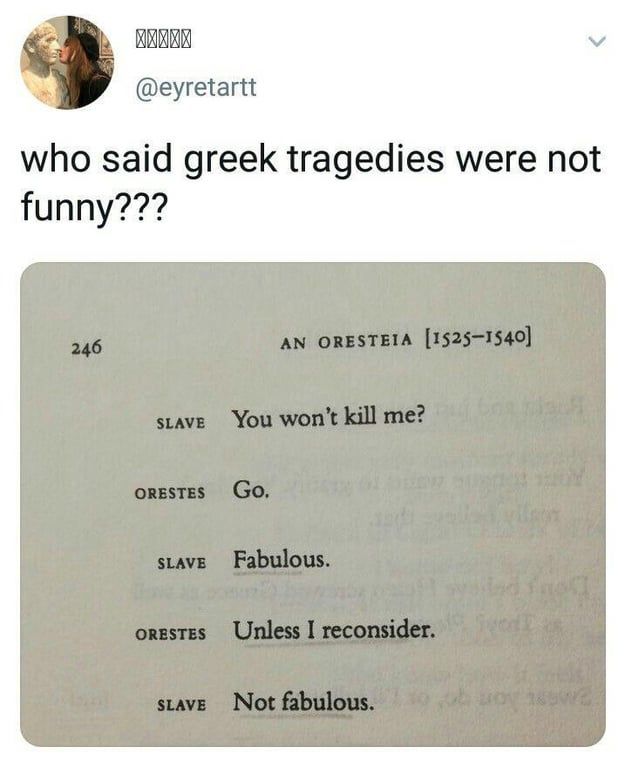 @eyretartt
who said greek tragedies were not
funny???
246 AN ORESTEIA [1525–1540]
SLAVE You won't kill me?
ORESTES Go.
SLAVE Fabulous.
ORESTES Unless I reconsider.
SLAVE Not fabulous.